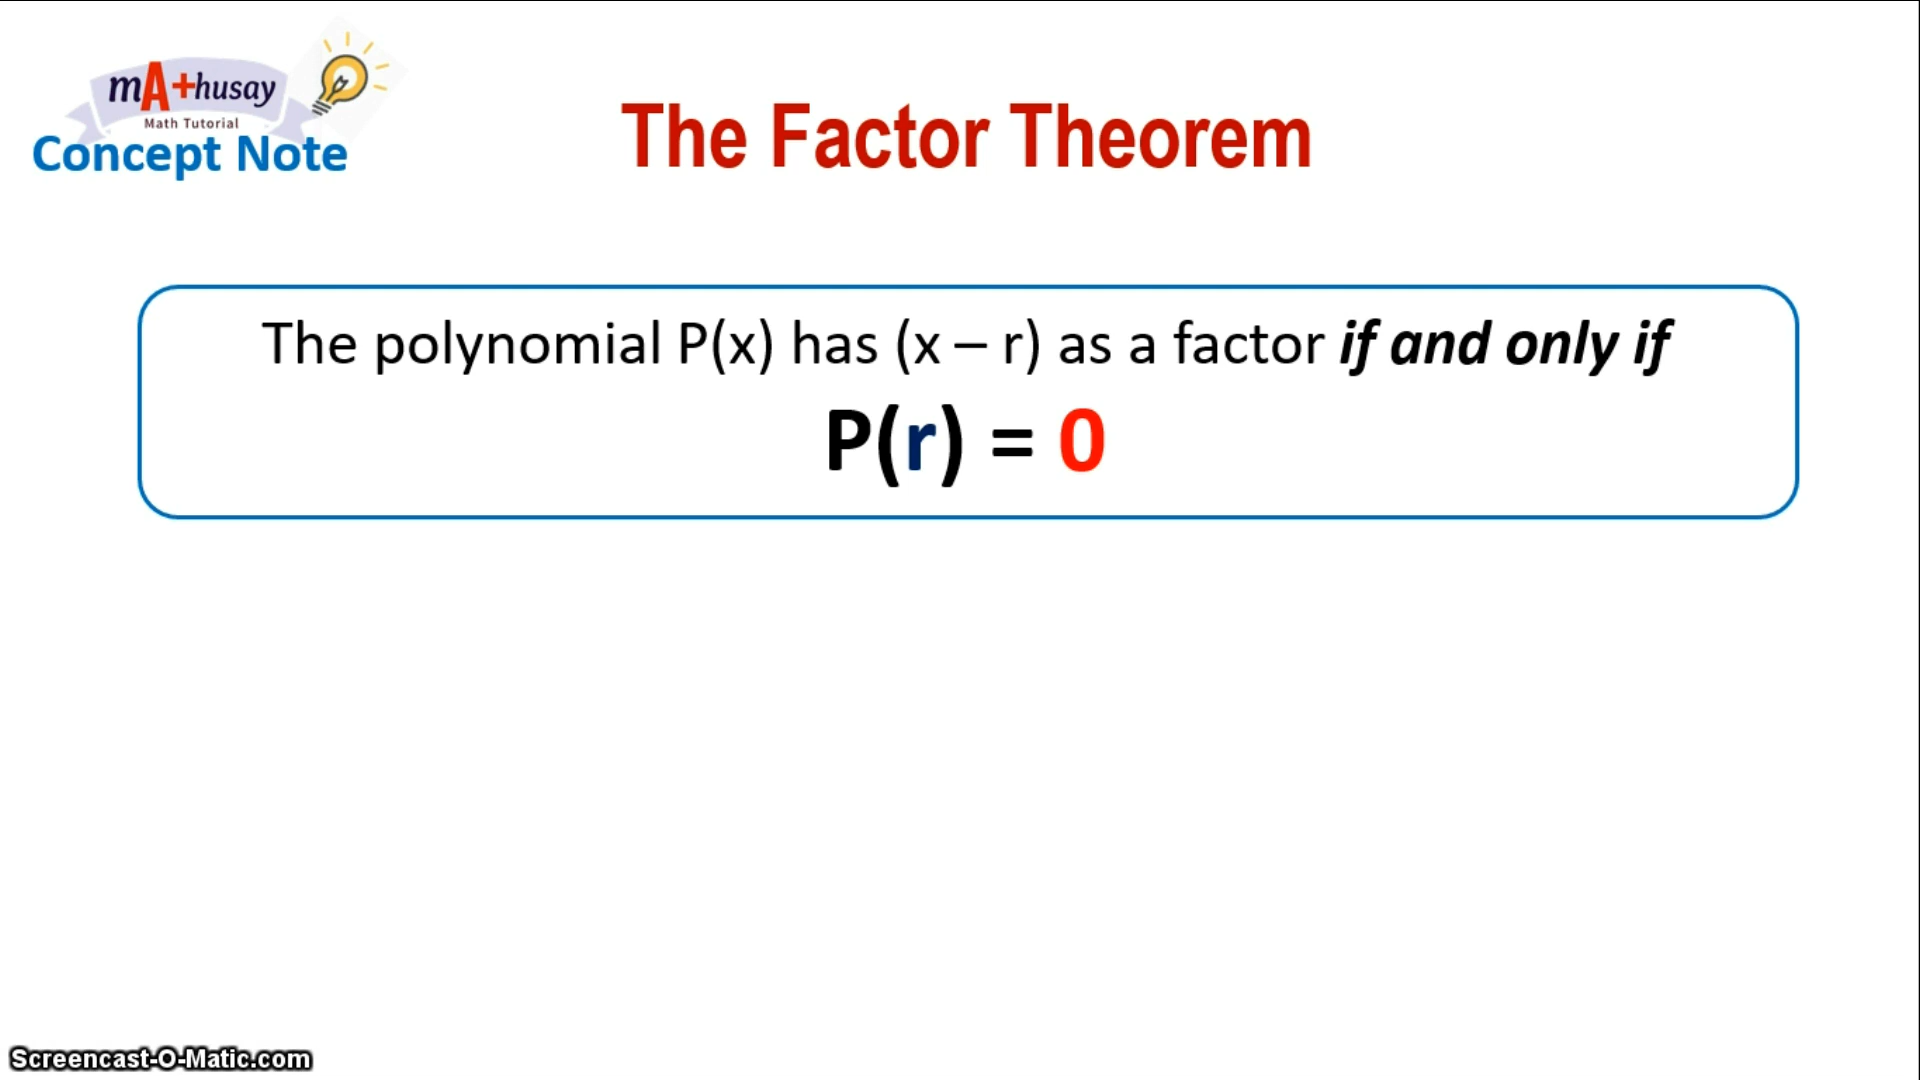 mA+husay
Math Tutorial
Concept Note
The Factor Theorem
The polynomial P(x) has (x – r) as a factor if and only if
P(r) = 0
Screencast-O-Matic.com